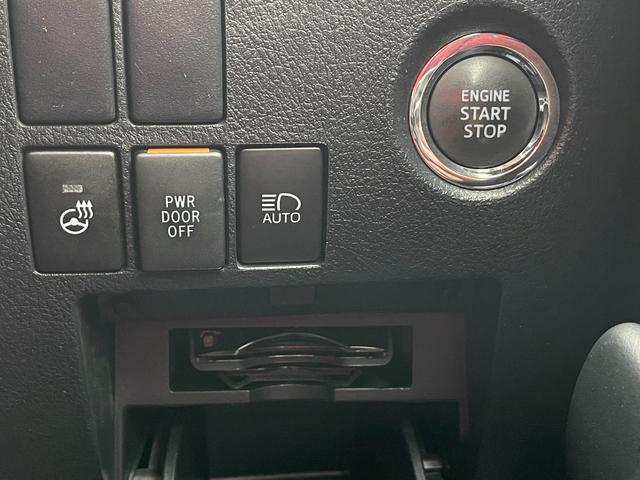 ENGINE
START
STOP
PWR
DOOR
OFF
AUTO